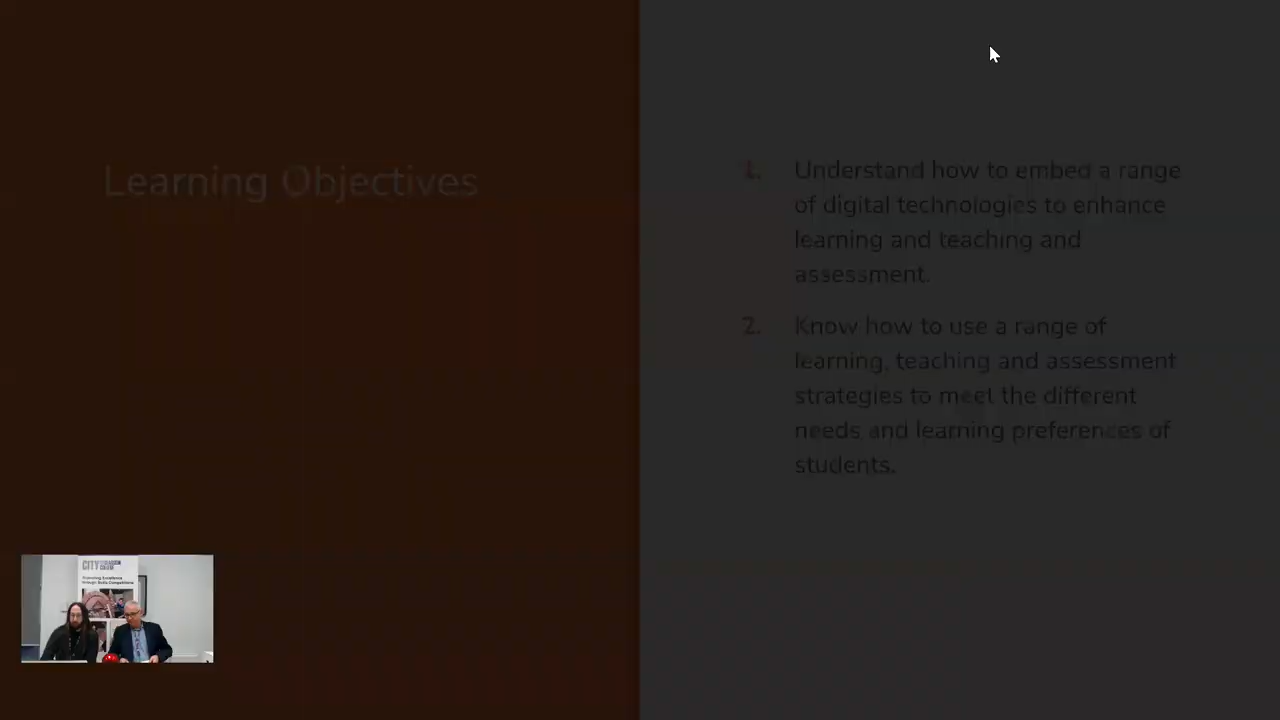 Learning Objectives
1. Understand how to embed a range
of digital technologies to enhance
learning and teaching and
assessment.
2. Know how to use a range of
learning, teaching and assessment
strategies to meet the different
needs and learning preferences of
students.
CITY